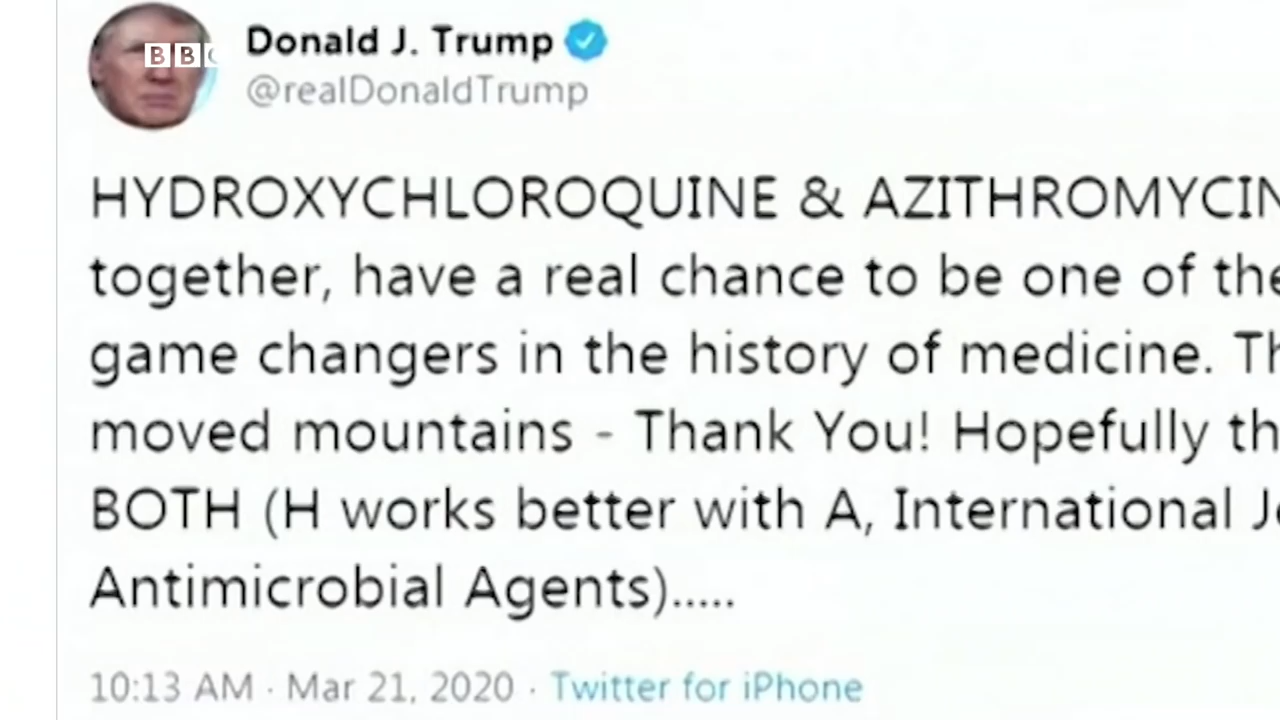 BBC
Donald J. Trump
@realDonaldTrump
HYDROXYCHLOROQUINE & AZITHROMYCIN
together, have a real chance to be one of the
game changers in the history of medicine. Th
moved mountains - Thank You! Hopefully th
BOTH (H works better with A, International Jo
Antimicrobial Agents).....
10:13 AM · Mar 21, 2020 · Twitter for iPhone